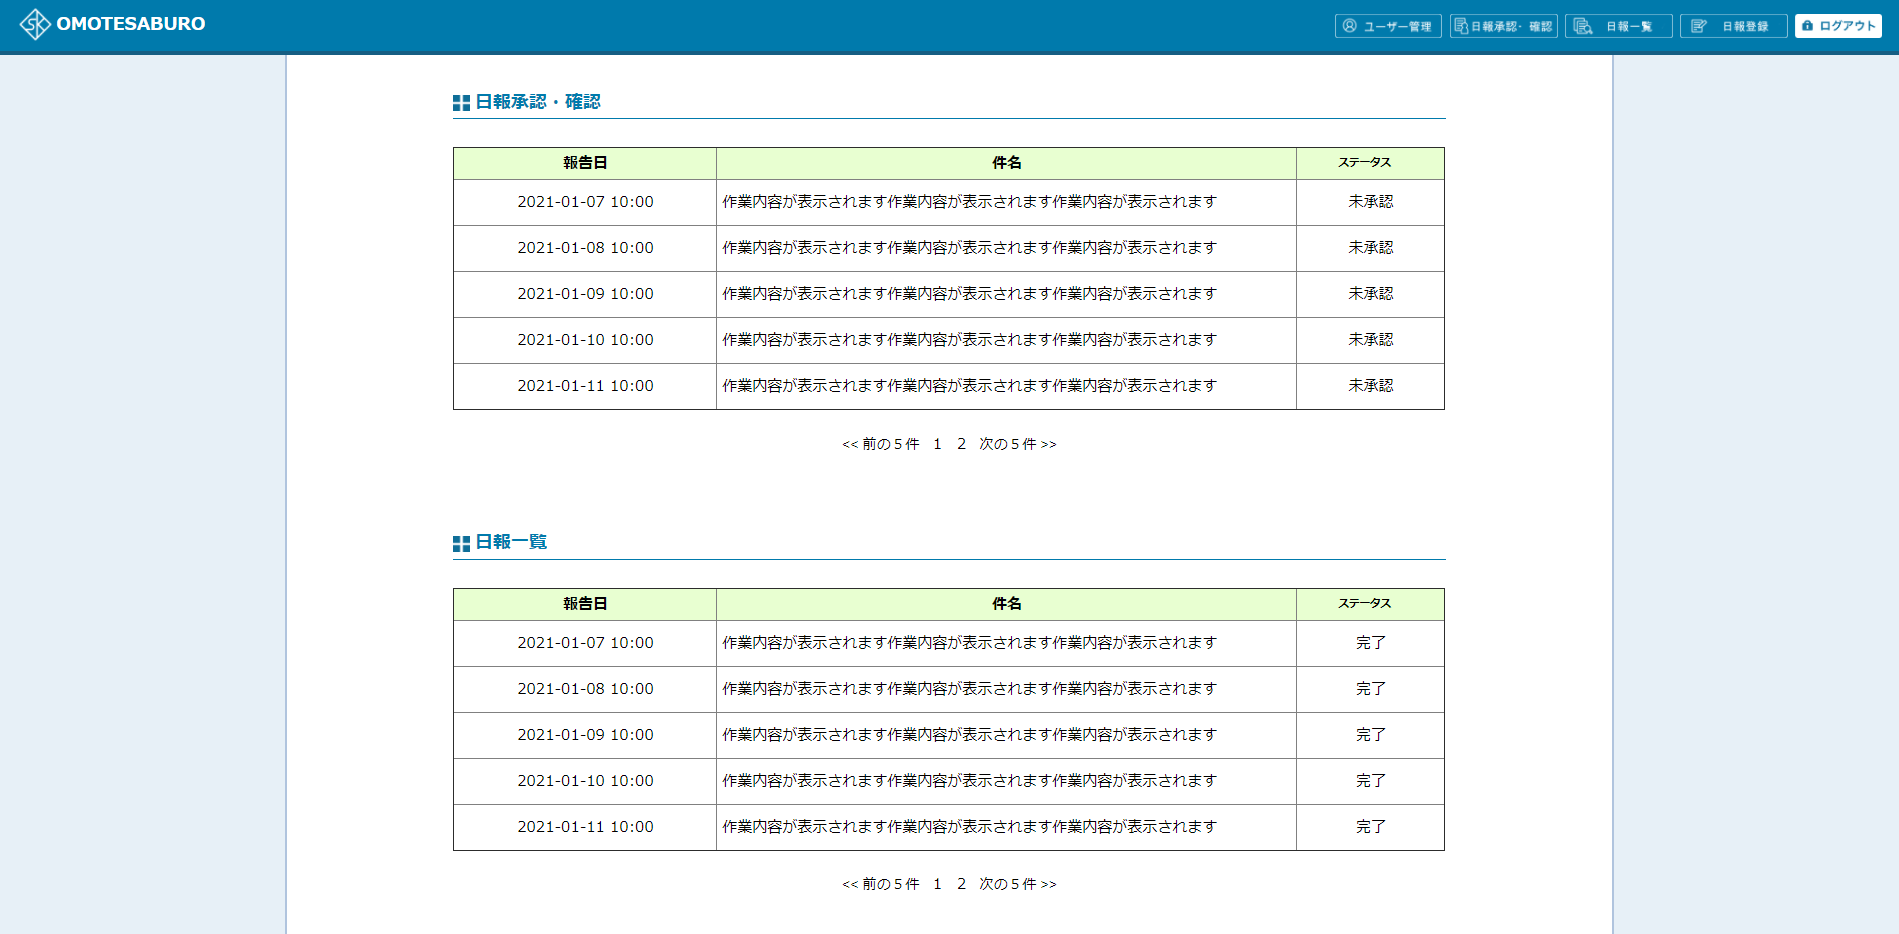 OMOTESABURO
ユーザー管理 日報承認・確認 日報一覧 日報登録 ログアウト
日報承認・確認
報告日 件名 ステータス
2021-01-07 10:00 作業内容が表示されます作業内容が表示されます作業内容が表示されます 未承認
2021-01-08 10:00 作業内容が表示されます作業内容が表示されます作業内容が表示されます 未承認
2021-01-09 10:00 作業内容が表示されます作業内容が表示されます作業内容が表示されます 未承認
2021-01-10 10:00 作業内容が表示されます作業内容が表示されます作業内容が表示されます 未承認
2021-01-11 10:00 作業内容が表示されます作業内容が表示されます作業内容が表示されます 未承認
<< 前の５件 1 2 次の５件 >>
日報一覧
報告日 件名 ステータス
2021-01-07 10:00 作業内容が表示されます作業内容が表示されます作業内容が表示されます 完了
2021-01-08 10:00 作業内容が表示されます作業内容が表示されます作業内容が表示されます 完了
2021-01-09 10:00 作業内容が表示されます作業内容が表示されます作業内容が表示されます 完了
2021-01-10 10:00 作業内容が表示されます作業内容が表示されます作業内容が表示されます 完了
2021-01-11 10:00 作業内容が表示されます作業内容が表示されます作業内容が表示されます 完了
<< 前の５件 1 2 次の５件 >>